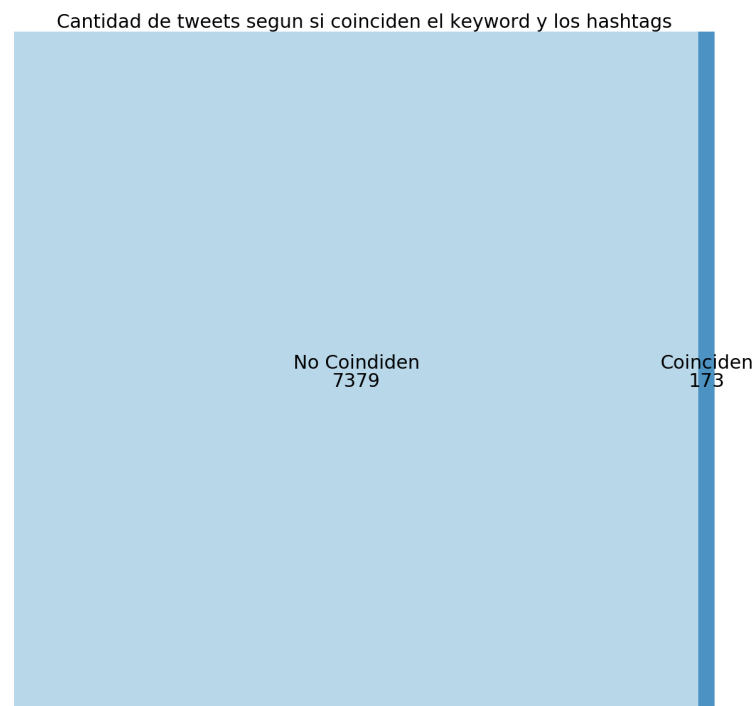 Cantidad de tweets segun si coinciden el keyword y los hashtags
No Coindiden
7379
Coinciden
173